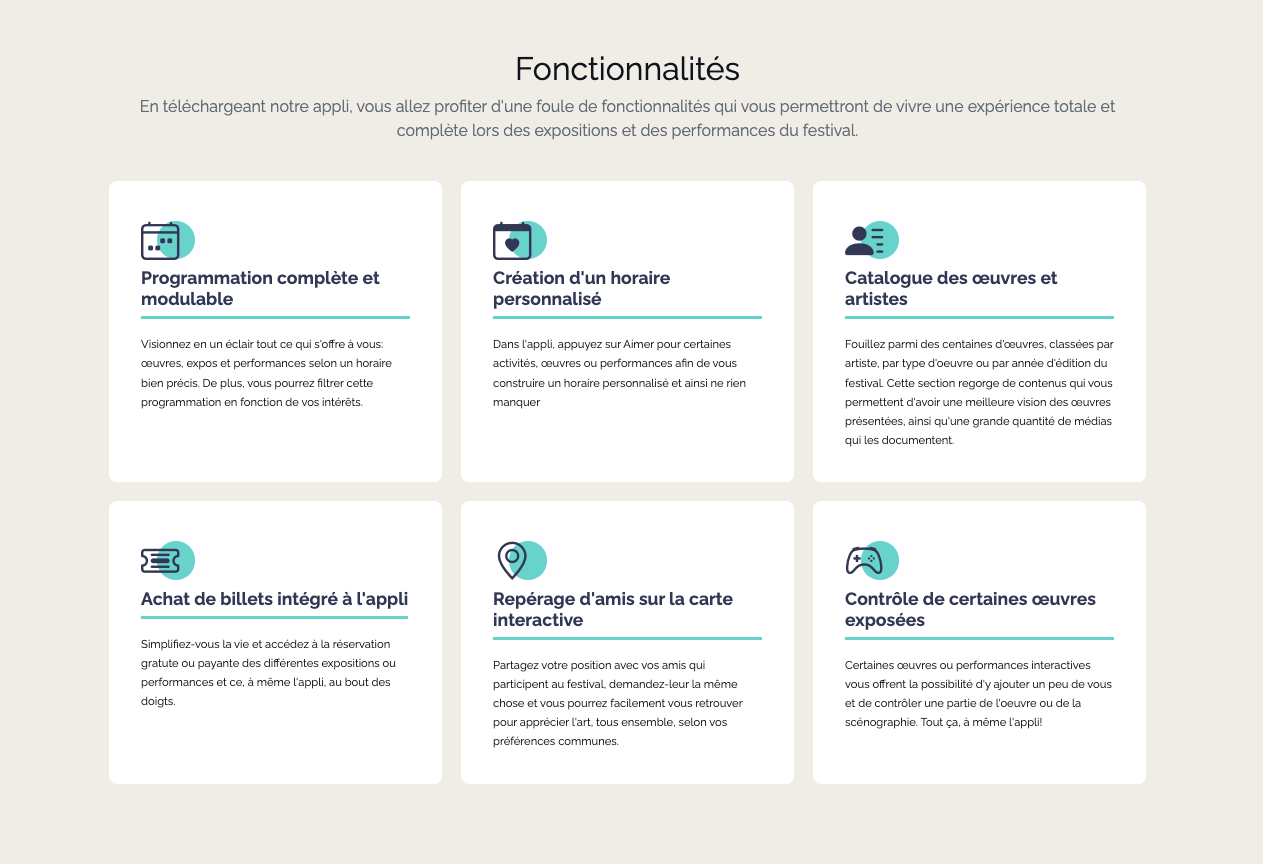 Fonctionnalités
En téléchargeant notre appli, vous allez profiter d'une foule de fonctionnalités qui vous permettront de vivre une expérience totale et
complète lors des expositions et des performances du festival.
Programmation complète et
modulable
Visionnez en un éclair tout ce qui s'offre à vous:
œuvres, expos et performances selon un horaire
bien précis. De plus, vous pourrez filtrer cette
programmation en fonction de vos intérêts.
Création d'un horaire
personnalisé
Dans l'appli, appuyez sur Aimer pour certaines
activités, œuvres ou performances afin de vous
construire un horaire personnalisé et ainsi ne rien
manquer
Catalogue des œuvres et
artistes
Fouillez parmi des centaines d'œuvres, classées par
artiste, par type d'oeuvre ou par année d'édition du
festival. Cette section regorge de contenus qui vous
permettent d'avoir une meilleure vision des œuvres
présentées, ainsi qu'une grande quantité de médias
qui les documentent.
Achat de billets intégré à l'appli
Simplifiez-vous la vie et accédez à la réservation
gratute ou payante des différentes expositions ou
performances et ce, à même l'appli, au bout des
doigts.
Repérage d'amis sur la carte
interactive
Partagez votre position avec vos amis qui
participent au festival, demandez-leur la même
chose et vous pourrez facilement vous retrouver
pour apprécier l'art, tous ensemble, selon vos
préférences communes.
Contrôle de certaines œuvres
exposées
Certaines œuvres ou performances interactives
vous offrent la possibilité d'y ajouter un peu de vous
et de contrôler une partie de l'oeuvre ou de la
scénographie. Tout ça, à même l'appli!